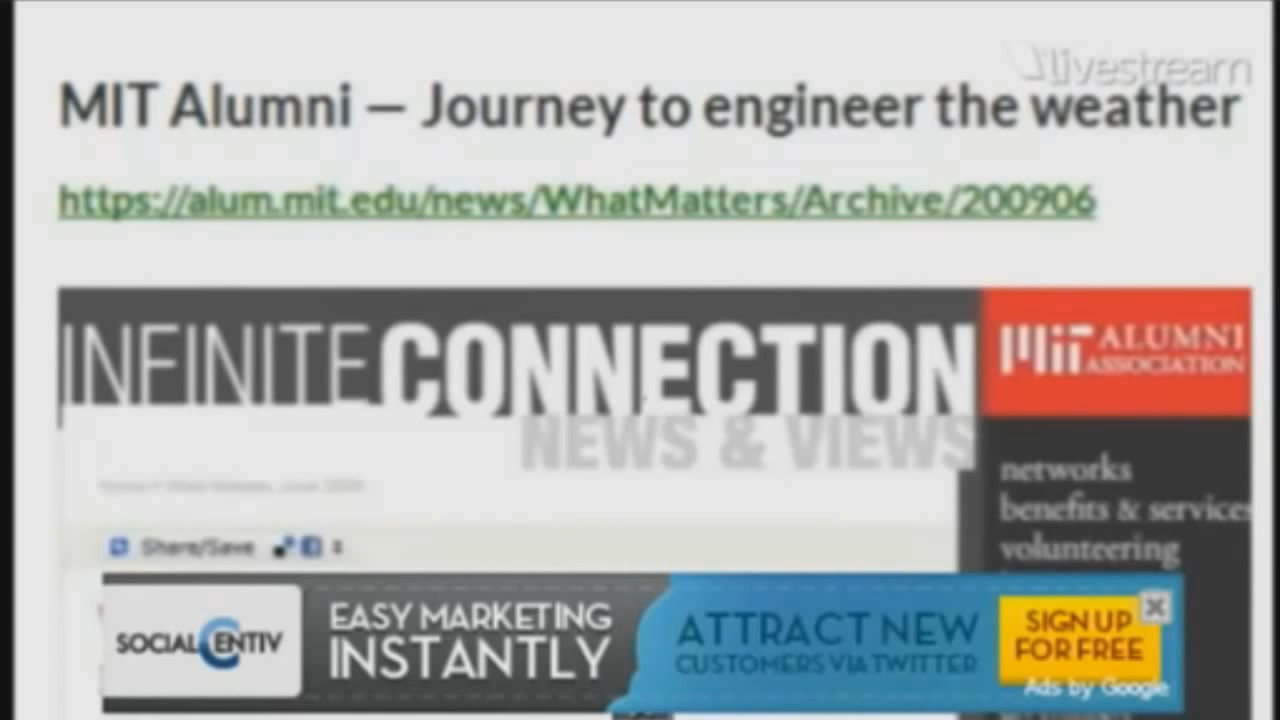 livestream
MIT Alumni — Journey to engineer the weather
https://alum.mit.edu/news/WhatMatters/Archive/200906
INFINITE CONNECTION
NEWS & VIEWS
MIT ALUMNI
ASSOCIATION
networks
benefits & services
volunteering
Share/Save
SOCIALCENTIV
EASY MARKETING
INSTANTLY
ATTRACT NEW
CUSTOMERS VIA TWITTER
SIGN UP
FOR FREE
Ads by Google